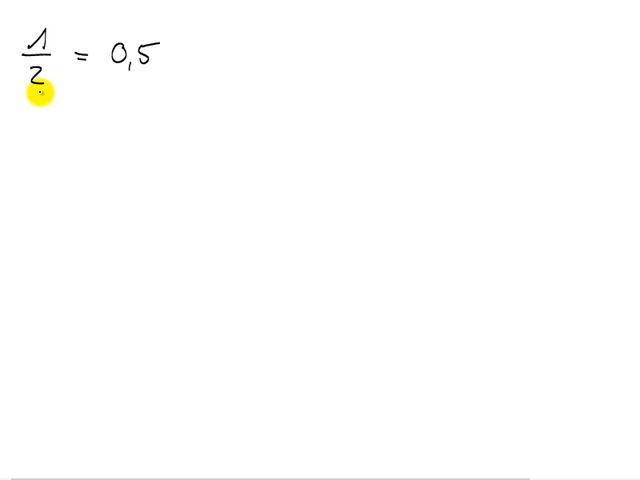 1/2 = 0,5